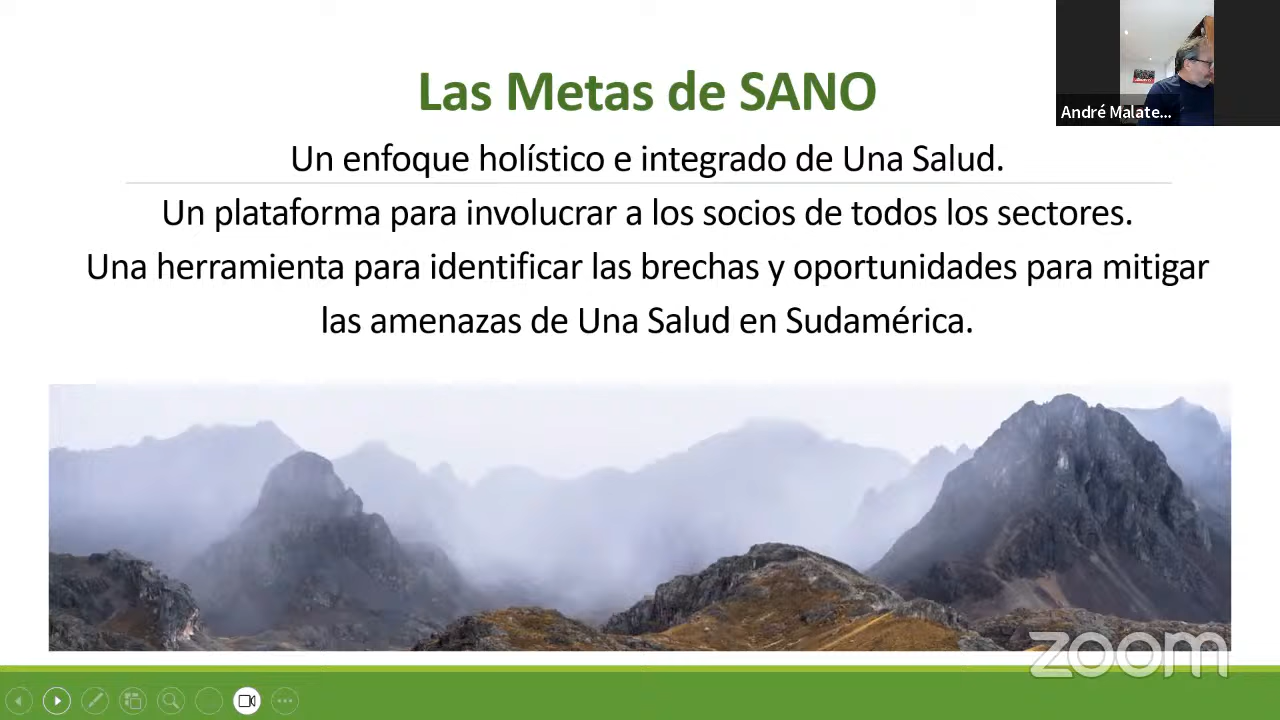 Las Metas de SANO
André Malate...
Un enfoque holístico e integrado de Una Salud.
Un plataforma para involucrar a los socios de todos los sectores.
Una herramienta para identificar las brechas y oportunidades para mitigar
las amenazas de Una Salud en Sudamérica.
zoom